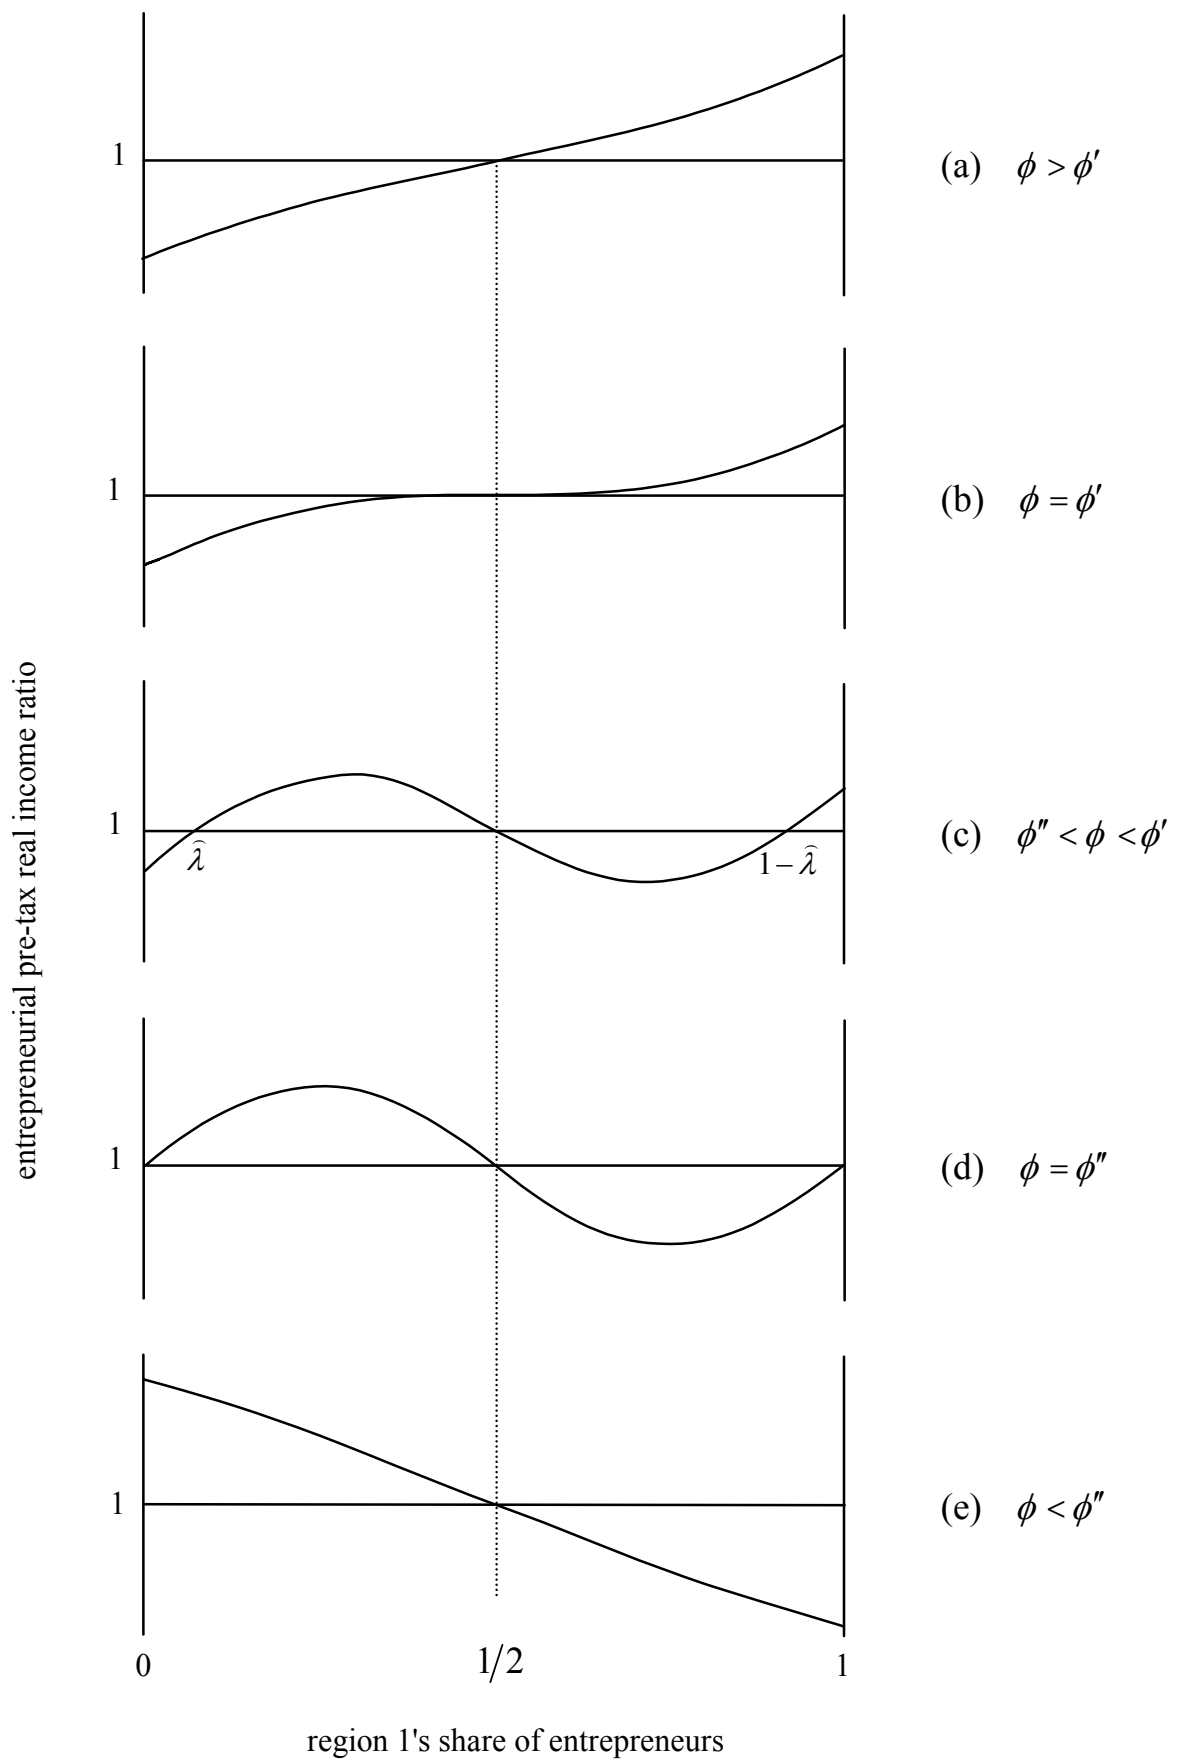 1
(a) ϕ > ϕ′
1
(b) ϕ = ϕ′
entrepreneurial pre-tax real income ratio
1
λ̂
1 – λ̂
(c) ϕ″ < ϕ < ϕ′
1
(d) ϕ = ϕ″
1
(e) ϕ < ϕ″
0
1/2
1
region 1's share of entrepreneurs